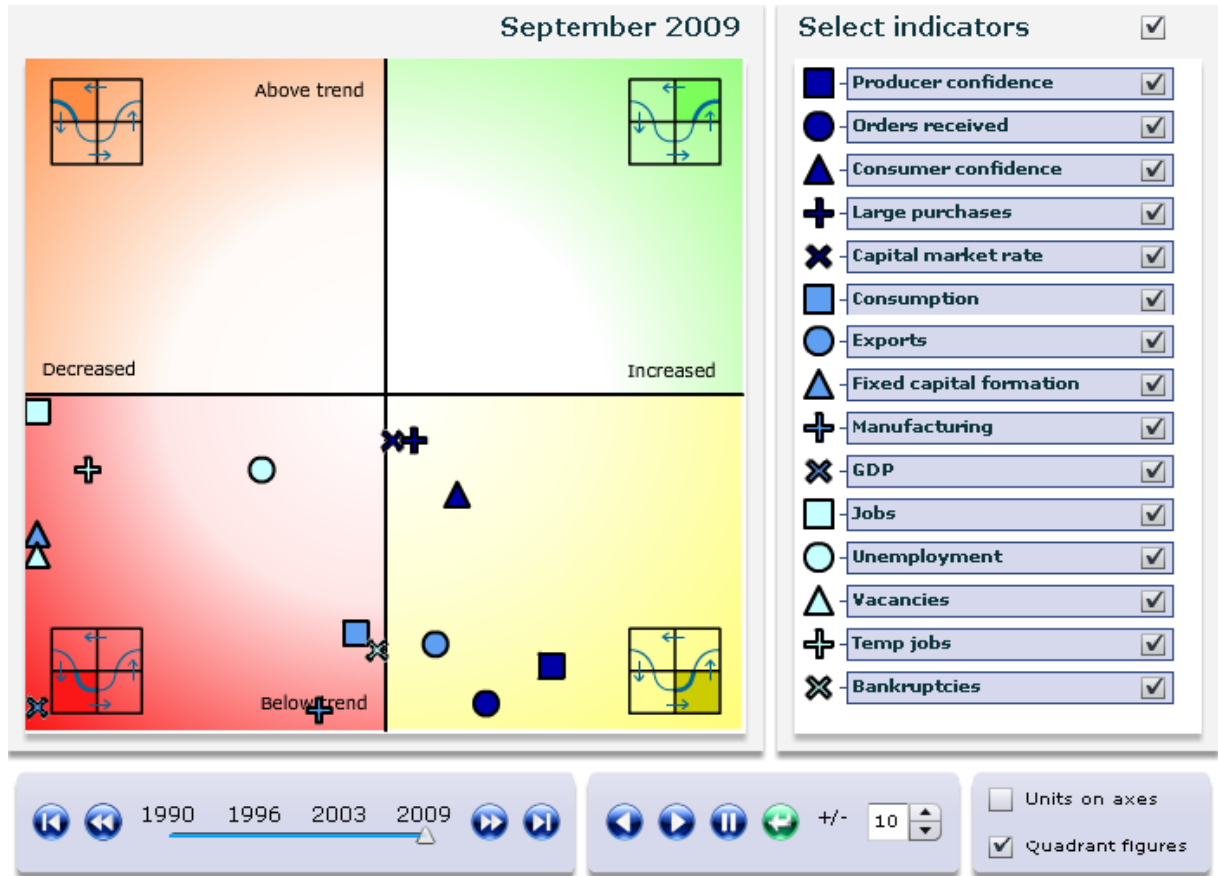 September 2009
Above trend
Decreased
Increased
Below trend
Select indicators
Producer confidence
Orders received
Consumer confidence
Large purchases
Capital market rate
Consumption
Exports
Fixed capital formation
Manufacturing
GDP
Jobs
Unemployment
Vacancies
Temp jobs
Bankruptcies
1990 1996 2003 2009
+/- 10
Units on axes
Quadrant figures